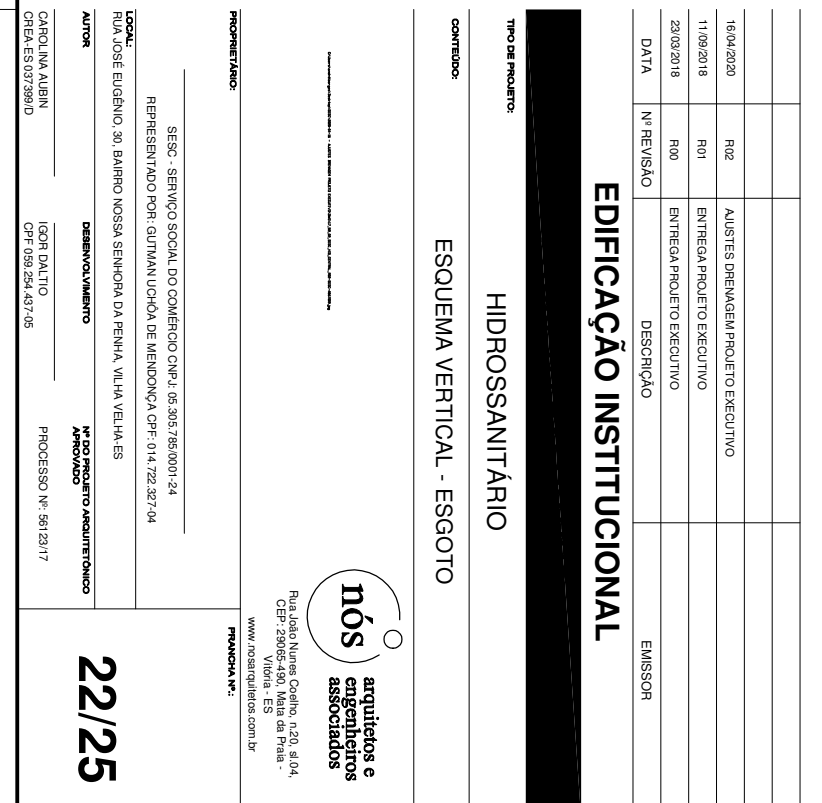 16/04/2020 R02 AJUSTES DRENAGEM PROJETO EXECUTIVO
11/09/2018 R01 ENTREGA PROJETO EXECUTIVO
23/03/2018 R00 ENTREGA PROJETO EXECUTIVO
DATA Nº REVISÃO DESCRIÇÃO EMISSOR
EDIFICAÇÃO INSTITUCIONAL
TIPO DE PROJETO:
HIDROSSANITÁRIO
CONTEÚDO:
ESQUEMA VERTICAL - ESGOTO
nós
arquitetos e
engenheiros
associados
Rua João Nunes Coelho, n.20, sl.04,
CEP: 29065-490, Mata da Praia -
Vitória - ES
www.nosarquitetos.com.br
PROPRIETÁRIO:
SESC - SERVIÇO SOCIAL DO COMÉRCIO CNPJ: 05.305.785/0001-24
REPRESENTADO POR: GUTMAN UCHÔA DE MENDONÇA CPF: 014.722.327-04
LOCAL:
RUA JOSÉ EUGÊNIO, 30, BAIRRO NOSSA SENHORA DA PENHA, VILHA VELHA-ES
AUTOR
CAROLINA AUBIN
CREA-ES 037399/D
DESENVOLVIMENTO
IGOR DALTIO
CPF 059.254.437-05
Nº DO PROJETO ARQUITETÔNICO
APROVADO
PROCESSO Nº: 56123/17
PRANCHA Nº.:
22/25